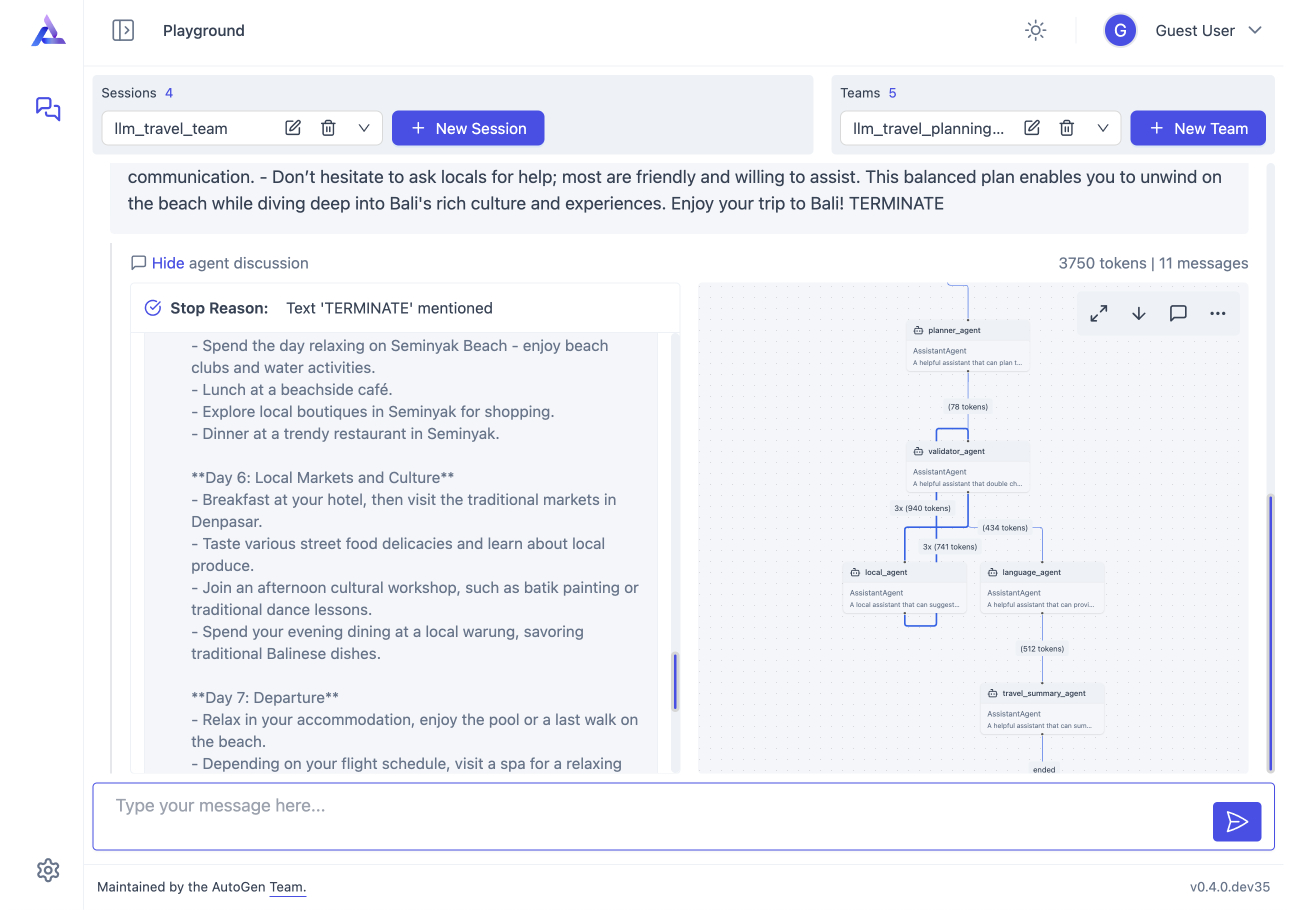 Playground
G
Guest User
Sessions 4
llm_travel_team
New Session
Teams 5
llm_travel_planning...
New Team
communication. - Don’t hesitate to ask locals for help; most are friendly and willing to assist. This balanced plan enables you to unwind on
the beach while diving deep into Bali's rich culture and experiences. Enjoy your trip to Bali! TERMINATE
Hide agent discussion
3750 tokens | 11 messages
Stop Reason: Text 'TERMINATE' mentioned
- Spend the day relaxing on Seminyak Beach - enjoy beach
clubs and water activities.
- Lunch at a beachside café.
- Explore local boutiques in Seminyak for shopping.
- Dinner at a trendy restaurant in Seminyak.
**Day 6: Local Markets and Culture**
- Breakfast at your hotel, then visit the traditional markets in
Denpasar.
- Taste various street food delicacies and learn about local
produce.
- Join an afternoon cultural workshop, such as batik painting or
traditional dance lessons.
- Spend your evening dining at a local warung, savoring
traditional Balinese dishes.
**Day 7: Departure**
- Relax in your accommodation, enjoy the pool or a last walk on
the beach.
- Depending on your flight schedule, visit a spa for a relaxing
planner_agent
AssistantAgent
A helpful assistant that can plan t...
(78 tokens)
validator_agent
AssistantAgent
A helpful assistant that double ch...
3x (940 tokens)
(434 tokens)
3x (741 tokens)
local_agent
AssistantAgent
A local assistant that can suggest...
language_agent
AssistantAgent
A helpful assistant that can provi...
(512 tokens)
travel_summary_agent
AssistantAgent
A helpful assistant that can sum...
ended
Type your message here...
Maintained by the AutoGen Team.
v0.4.0.dev35